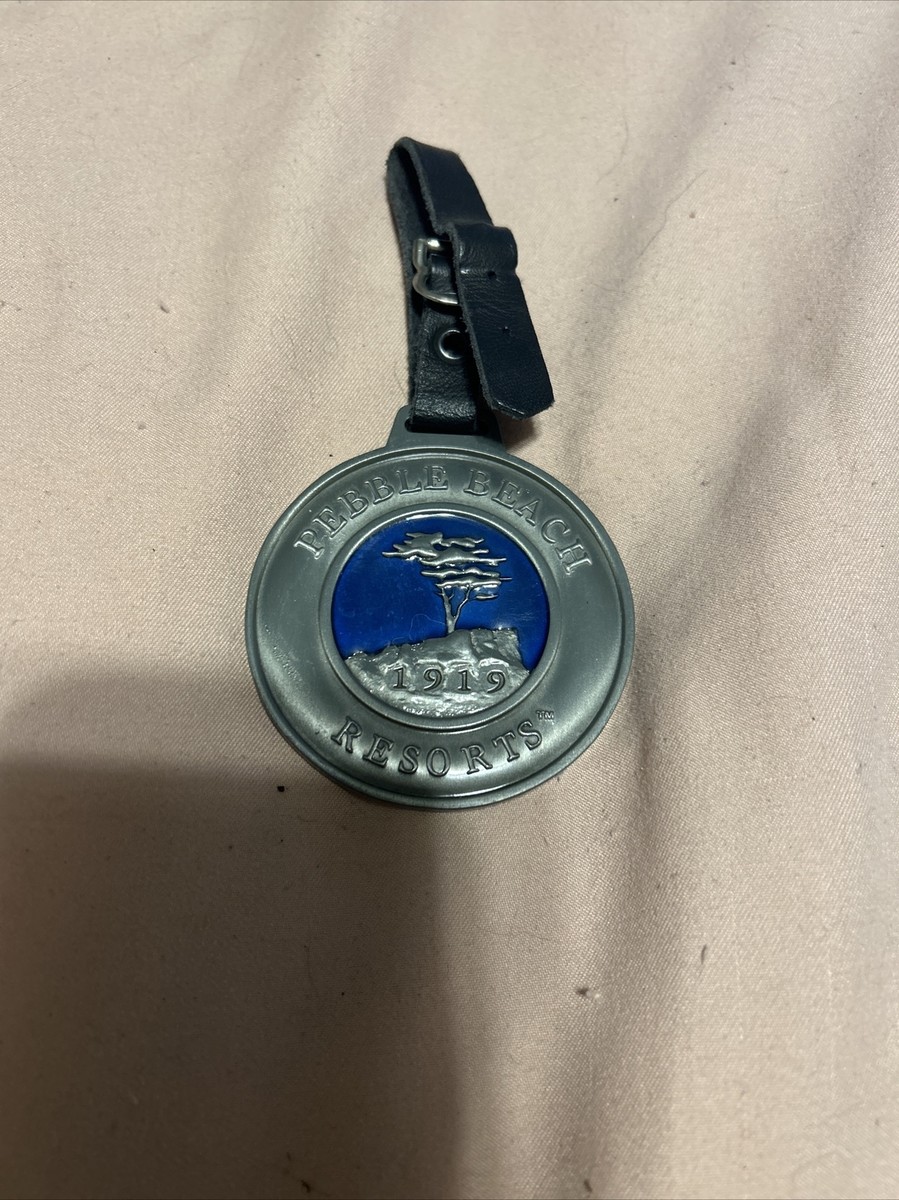 PEBBLE BEACH
1919
RESORTS™